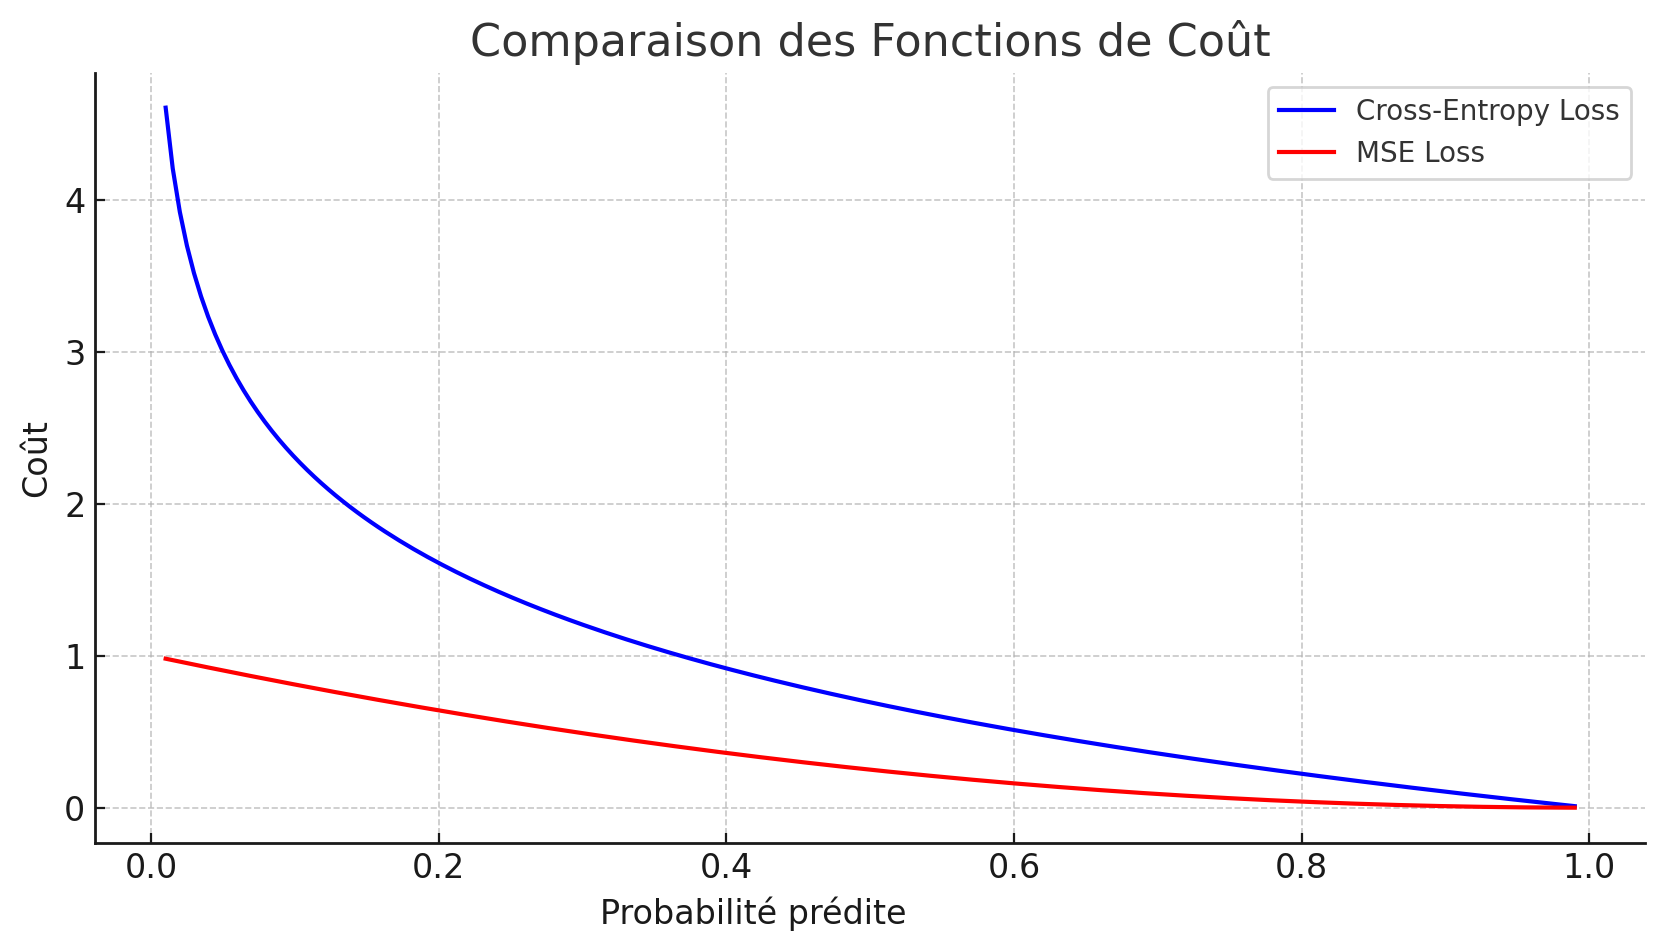 Comparaison des Fonctions de Coût
Cross-Entropy Loss
MSE Loss
Coût
4
3
2
1
0
0.0 0.2 0.4 0.6 0.8 1.0
Probabilité prédite